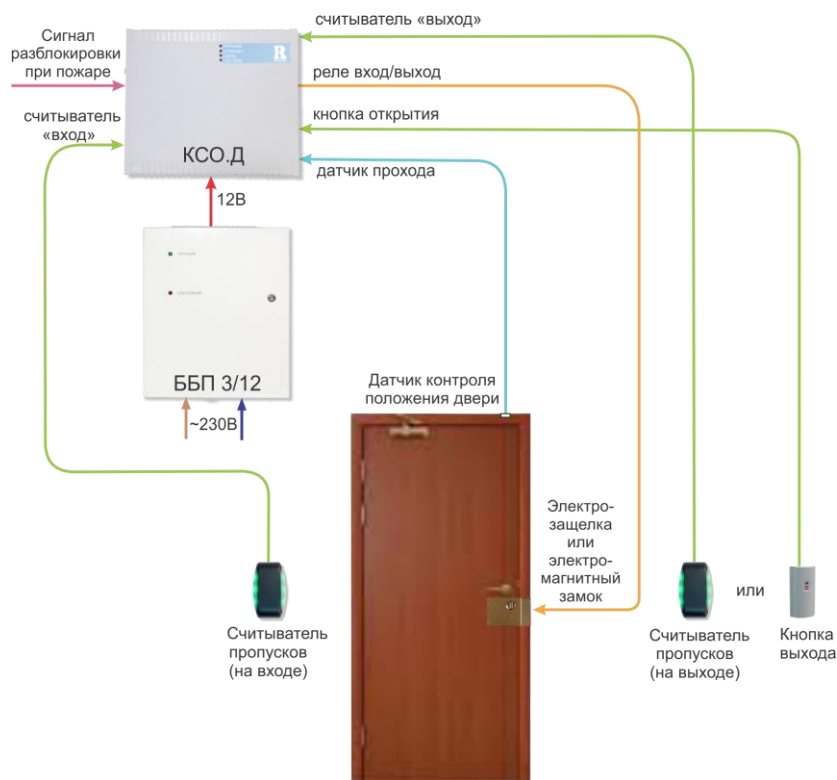 Сигнал
разблокировки
при пожаре
считыватель
«вход»
R
КСО.Д
считыватель «выход»
реле вход/выход
кнопка открытия
датчик прохода
12В
ББП 3/12
~230В
Датчик контроля
положения двери
Электро-
защелка
или
электро-
магнитный
замок
Считыватель
пропусков
(на входе)
Считыватель
пропусков
(на выходе)
или
Кнопка
выхода